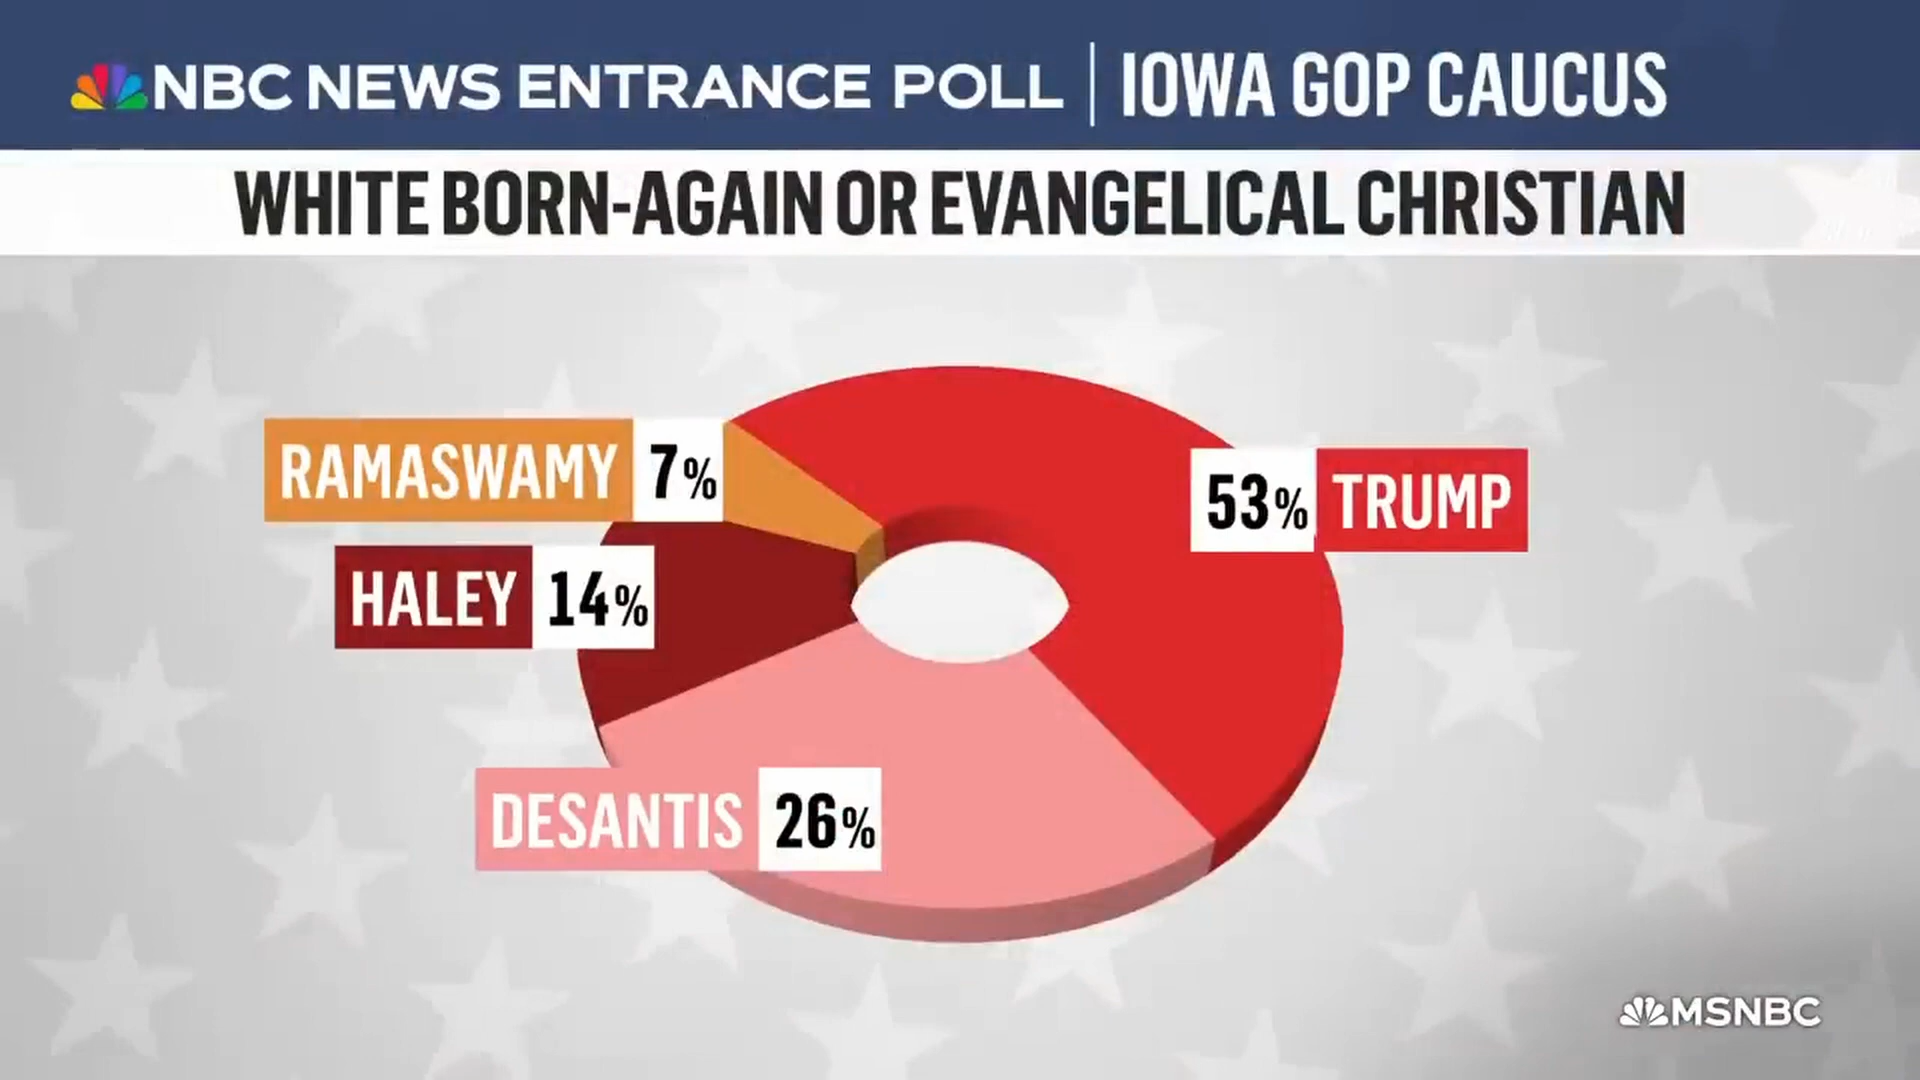 NBC NEWS ENTRANCE POLL | IOWA GOP CAUCUS
WHITE BORN-AGAIN OR EVANGELICAL CHRISTIAN
RAMASWAMY 7%
53% TRUMP
HALEY 14%
DESANTIS 26%
MSNBC